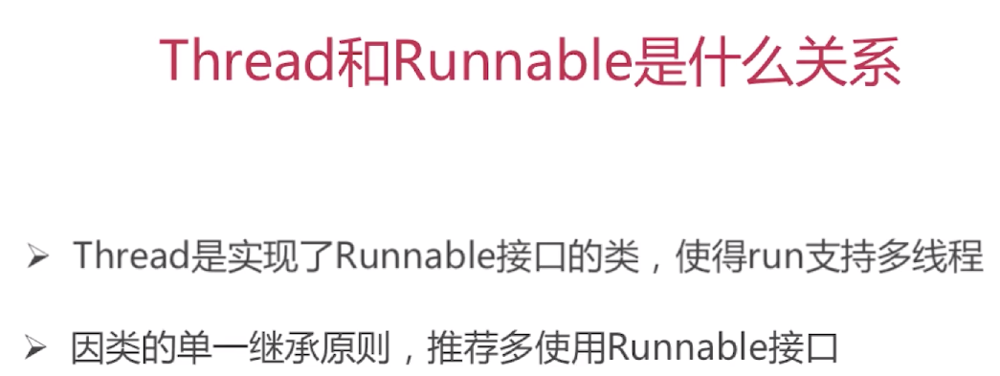 Thread和Runnable是什么关系
➢ Thread是实现了Runnable接口的类，使得run支持多线程
➢ 因类的单一继承原则，推荐多使用Runnable接口